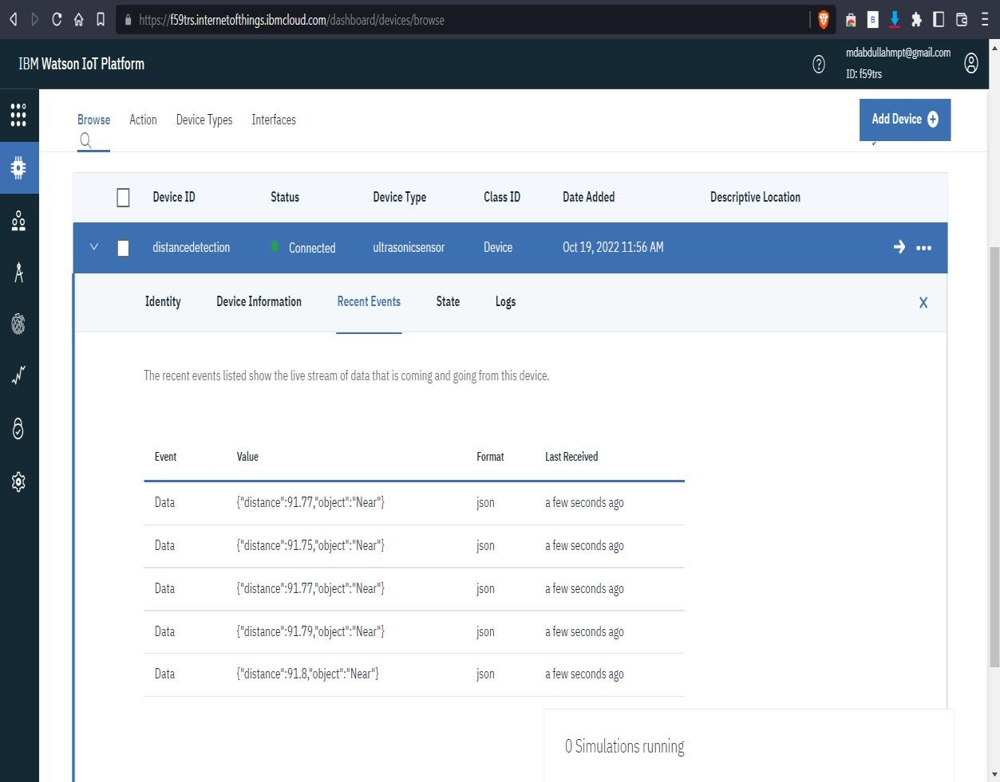 https://f59trs.internetofthings.ibmcloud.com/dashboard/devices/browse
IBM Watson IoT Platform
mdabdullahmpt@gmail.com
ID: f59trs
Browse Action Device Types Interfaces
Add Device
Device ID Status Device Type Class ID Date Added Descriptive Location
distancedetection Connected ultrasonicsensor Device Oct 19, 2022 11:56 AM
Identity Device Information Recent Events State Logs
The recent events listed show the live stream of data that is coming and going from this device.
Event Value Format Last Received
Data {"distance":91.77,"object":"Near"} json a few seconds ago
Data {"distance":91.75,"object":"Near"} json a few seconds ago
Data {"distance":91.77,"object":"Near"} json a few seconds ago
Data {"distance":91.79,"object":"Near"} json a few seconds ago
Data {"distance":91.8,"object":"Near"} json a few seconds ago
0 Simulations running